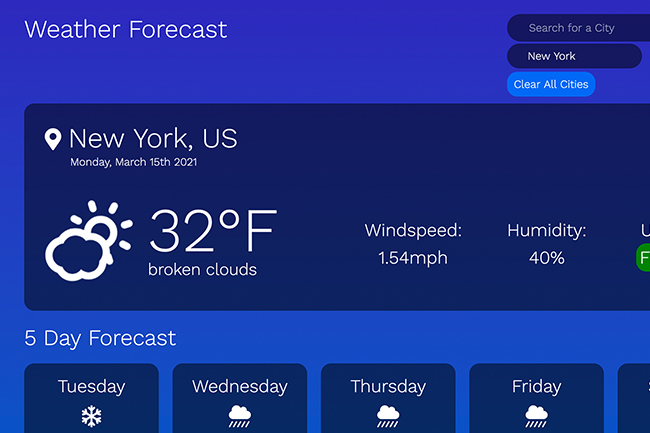 Weather Forecast
Search for a City
New York
Clear All Cities
New York, US
Monday, March 15th 2021
32°F
broken clouds
Windspeed:
1.54mph
Humidity:
40%
5 Day Forecast
Tuesday
Wednesday
Thursday
Friday